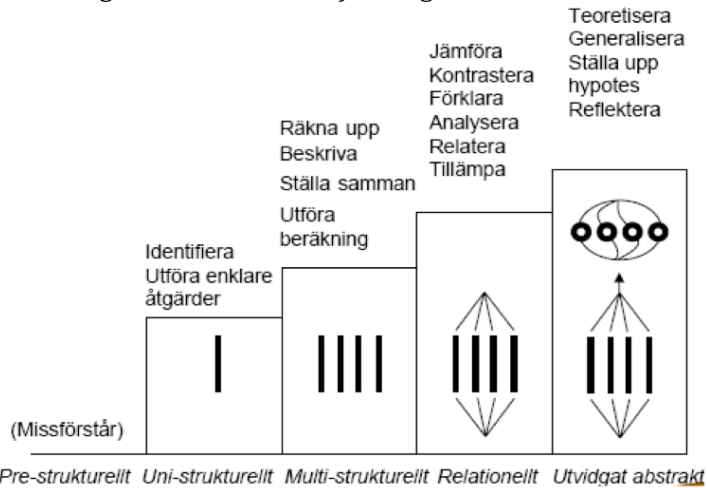 (Missförstår)
Identifiera
Utföra enklare
åtgärder
Räkna upp
Beskriva
Ställa samman
Utföra
beräkning
Jämföra
Kontrastera
Förklara
Analysera
Relatera
Tillämpa
Teoretisera
Generalisera
Ställa upp
hypotes
Reflektera
Pre-strukturellt Uni-strukturellt Multi-strukturellt Relationellt Utvidgat abstrakt